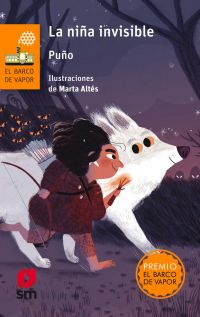 La niña invisible
Puño
Ilustraciones
de Marta Altés
EL BARCO
DE VAPOR
PREMIO
EL BARCO
DE VAPOR
sm